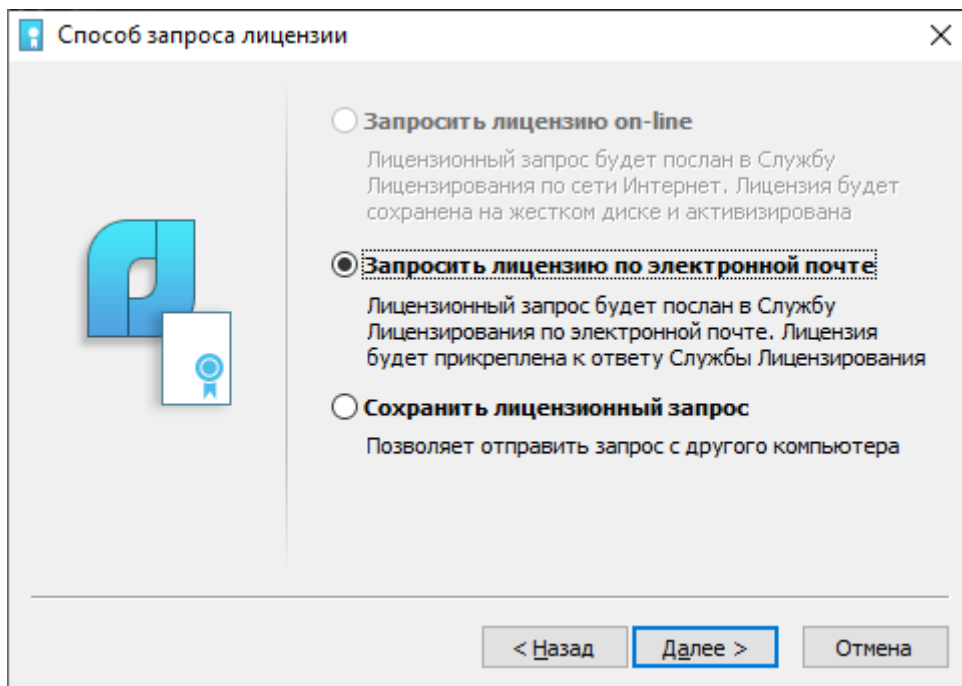 Способ запроса лицензии
Запросить лицензию on-line
Лицензионный запрос будет послан в Службу
Лицензирования по сети Интернет. Лицензия будет
сохранена на жестком диске и активизирована
Запросить лицензию по электронной почте
Лицензионный запрос будет послан в Службу
Лицензирования по электронной почте. Лицензия
будет прикреплена к ответу Службы Лицензирования
Сохранить лицензионный запрос
Позволяет отправить запрос с другого компьютера
< Назад
Далее >
Отмена